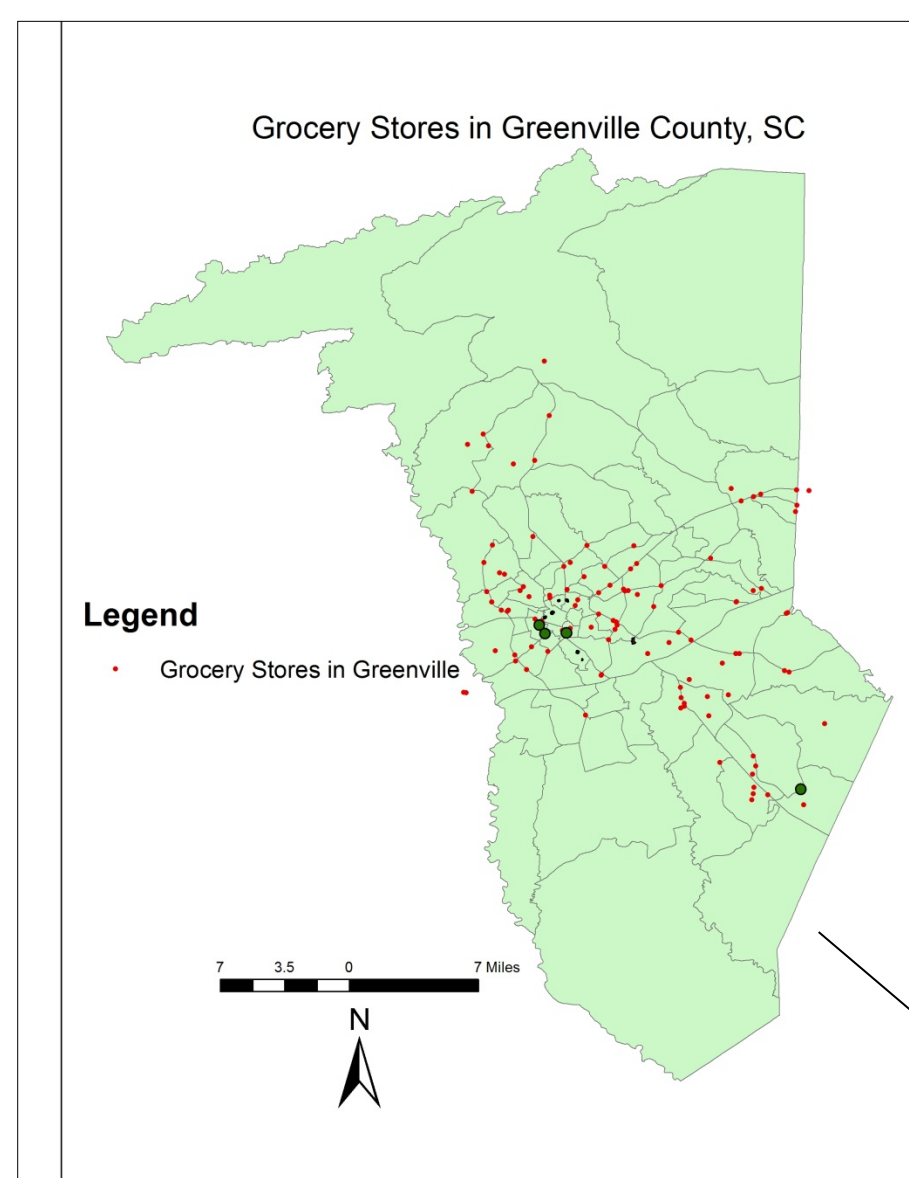 Grocery Stores in Greenville County, SC
Legend
Grocery Stores in Greenville
7 3.5 0 7 Miles
N